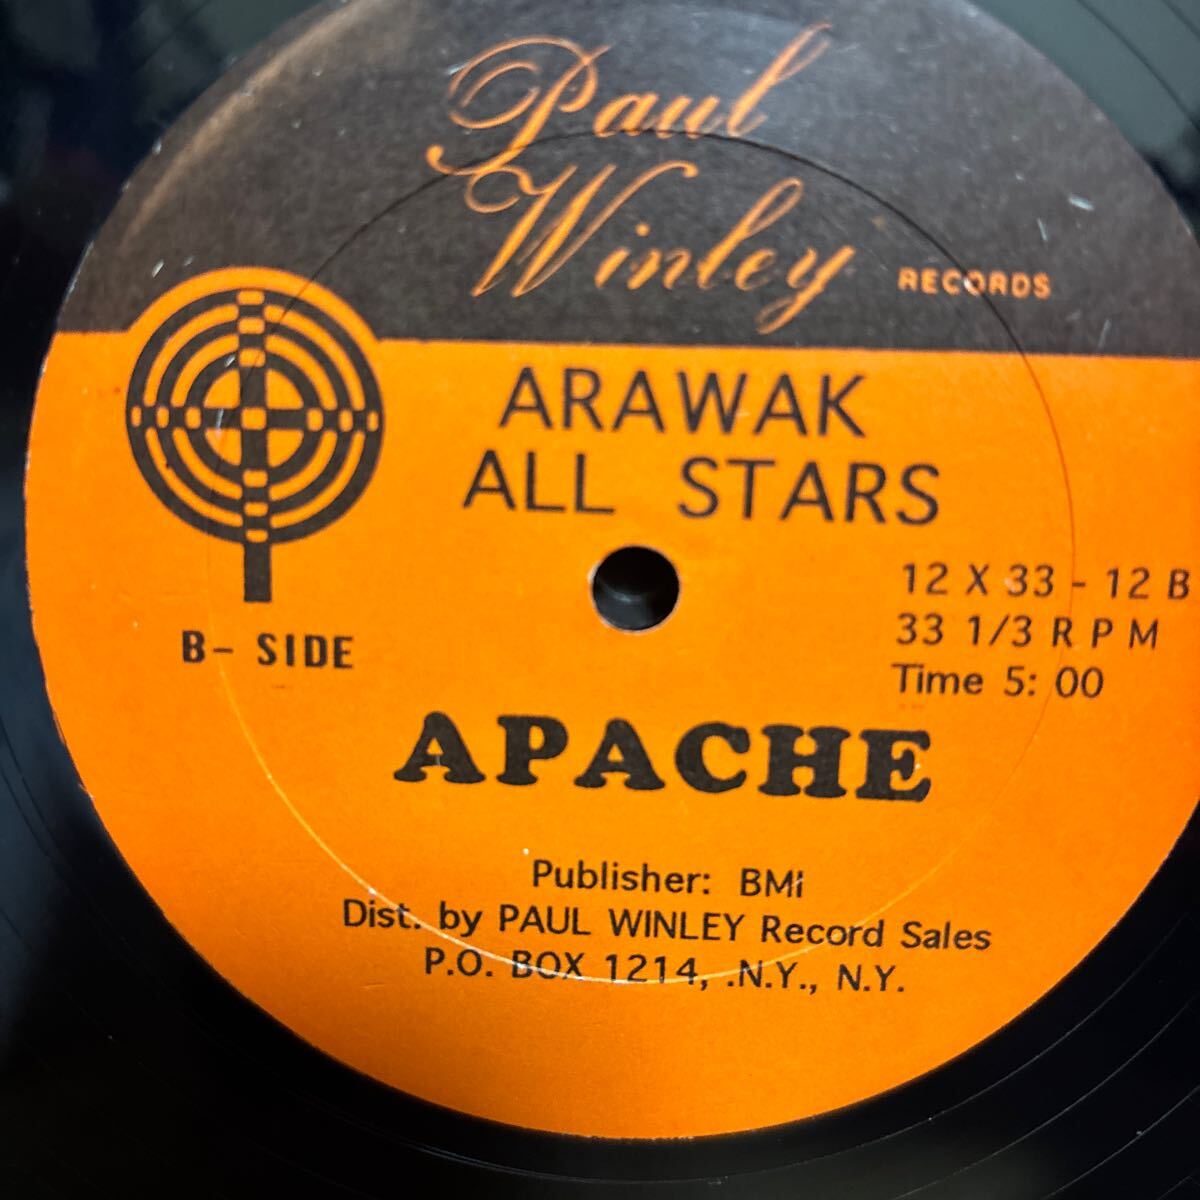 Paul
Winley RECORDS
ARAWAK
ALL STARS
12 X 33 - 12 B
33 1/3 R P M
Time 5: 00
B- SIDE
APACHE
Publisher: BMI
Dist. by PAUL WINLEY Record Sales
P.O. BOX 1214, .N.Y., N.Y.